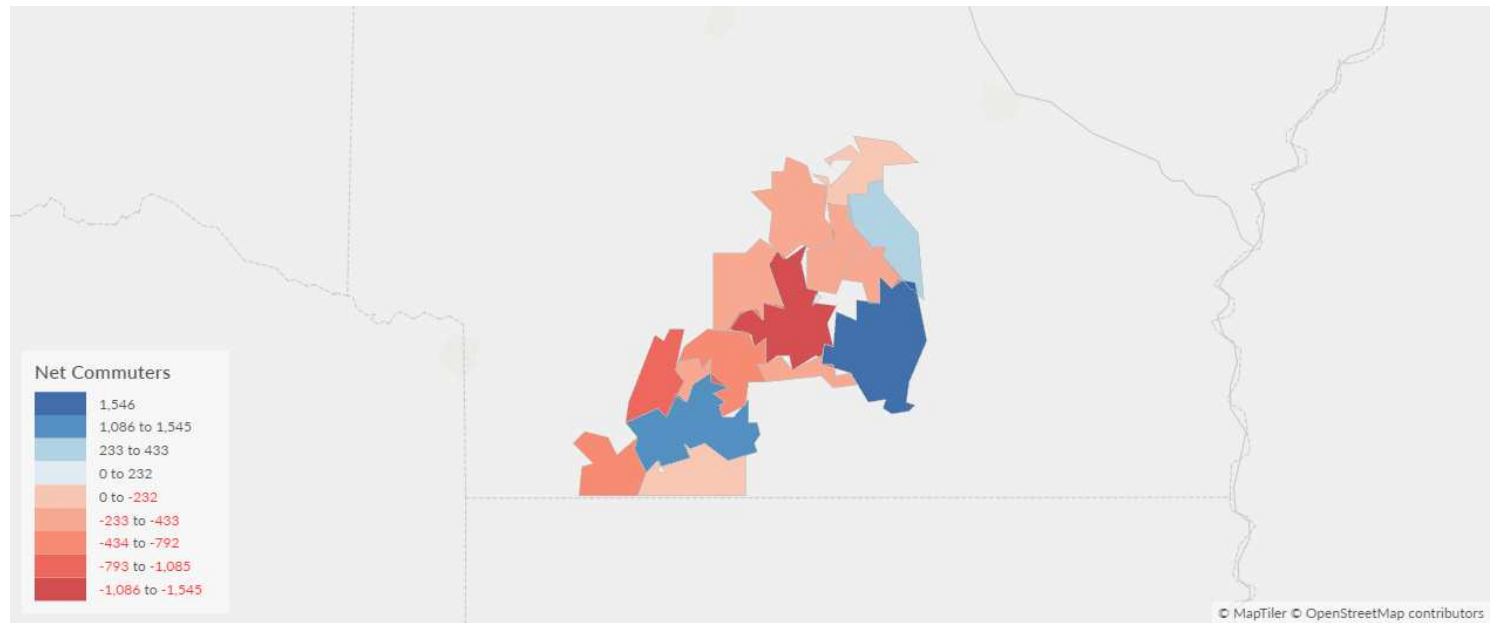 Net Commuters
1,546
1,086 to 1,545
233 to 433
0 to 232
0 to -232
-233 to -433
-434 to -792
-793 to -1,085
-1,086 to -1,545
© MapTiler © OpenStreetMap contributors